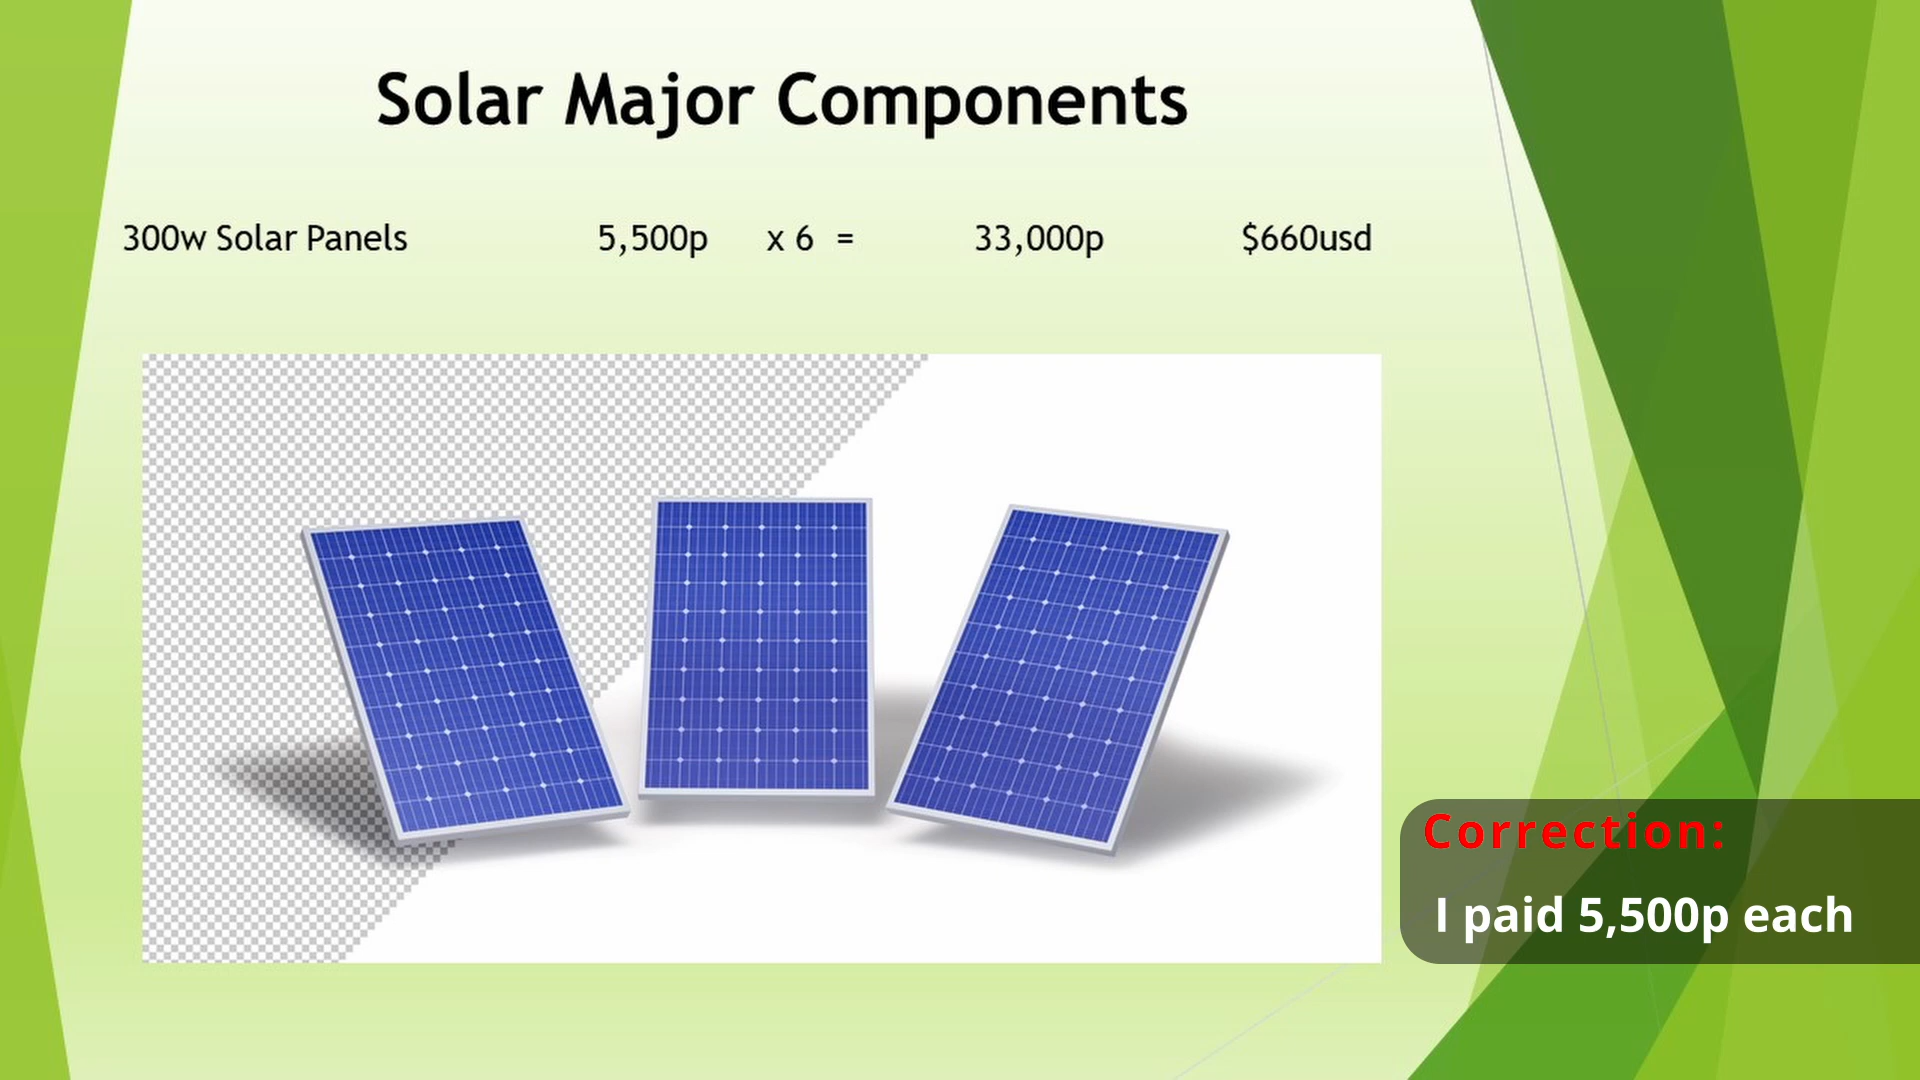 Solar Major Components
300w Solar Panels 5,500p x 6 = 33,000p $660usd
Correction:
I paid 5,500p each